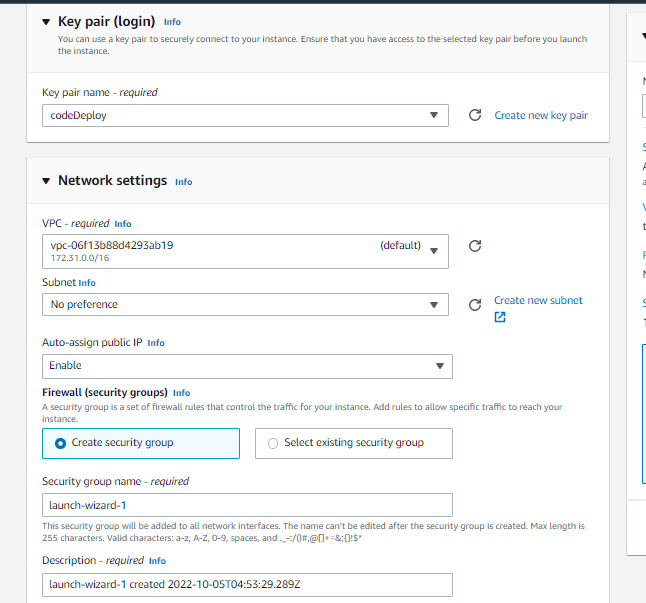 Key pair (login) Info
You can use a key pair to securely connect to your instance. Ensure that you have access to the selected key pair before you launch
the instance.
Key pair name - required
codeDeploy
Create new key pair
Network settings Info
VPC - required Info
vpc-06f13b88d4293ab19 (default)
172.31.0.0/16
Subnet Info
No preference
Create new subnet
Auto-assign public IP Info
Enable
Firewall (security groups) Info
A security group is a set of firewall rules that control the traffic for your instance. Add rules to allow specific traffic to reach your
instance.
Create security group
Select existing security group
Security group name - required
launch-wizard-1
This security group will be added to all network interfaces. The name can't be edited after the security group is created. Max length is
255 characters. Valid characters: a-z, A-Z, 0-9, spaces, and ._-:/()#,@[]+=&;{}!$*
Description - required Info
launch-wizard-1 created 2022-10-05T04:53:29.289Z